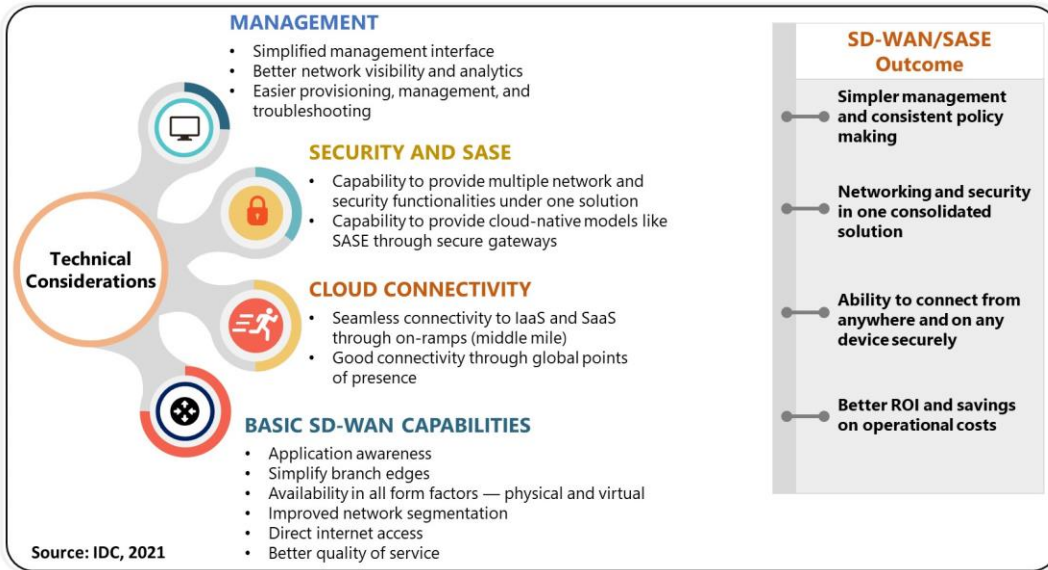 MANAGEMENT
• Simplified management interface
• Better network visibility and analytics
• Easier provisioning, management, and
troubleshooting
SECURITY AND SASE
• Capability to provide multiple network and
security functionalities under one solution
• Capability to provide cloud-native models like
SASE through secure gateways
Technical
Considerations
CLOUD CONNECTIVITY
• Seamless connectivity to IaaS and SaaS
through on-ramps (middle mile)
• Good connectivity through global points
of presence
BASIC SD-WAN CAPABILITIES
• Application awareness
• Simplify branch edges
• Availability in all form factors — physical and virtual
• Improved network segmentation
• Direct internet access
• Better quality of service
Source: IDC, 2021
SD-WAN/SASE
Outcome
Simpler management
and consistent policy
making
Networking and security
in one consolidated
solution
Ability to connect from
anywhere and on any
device securely
Better ROI and savings
on operational costs